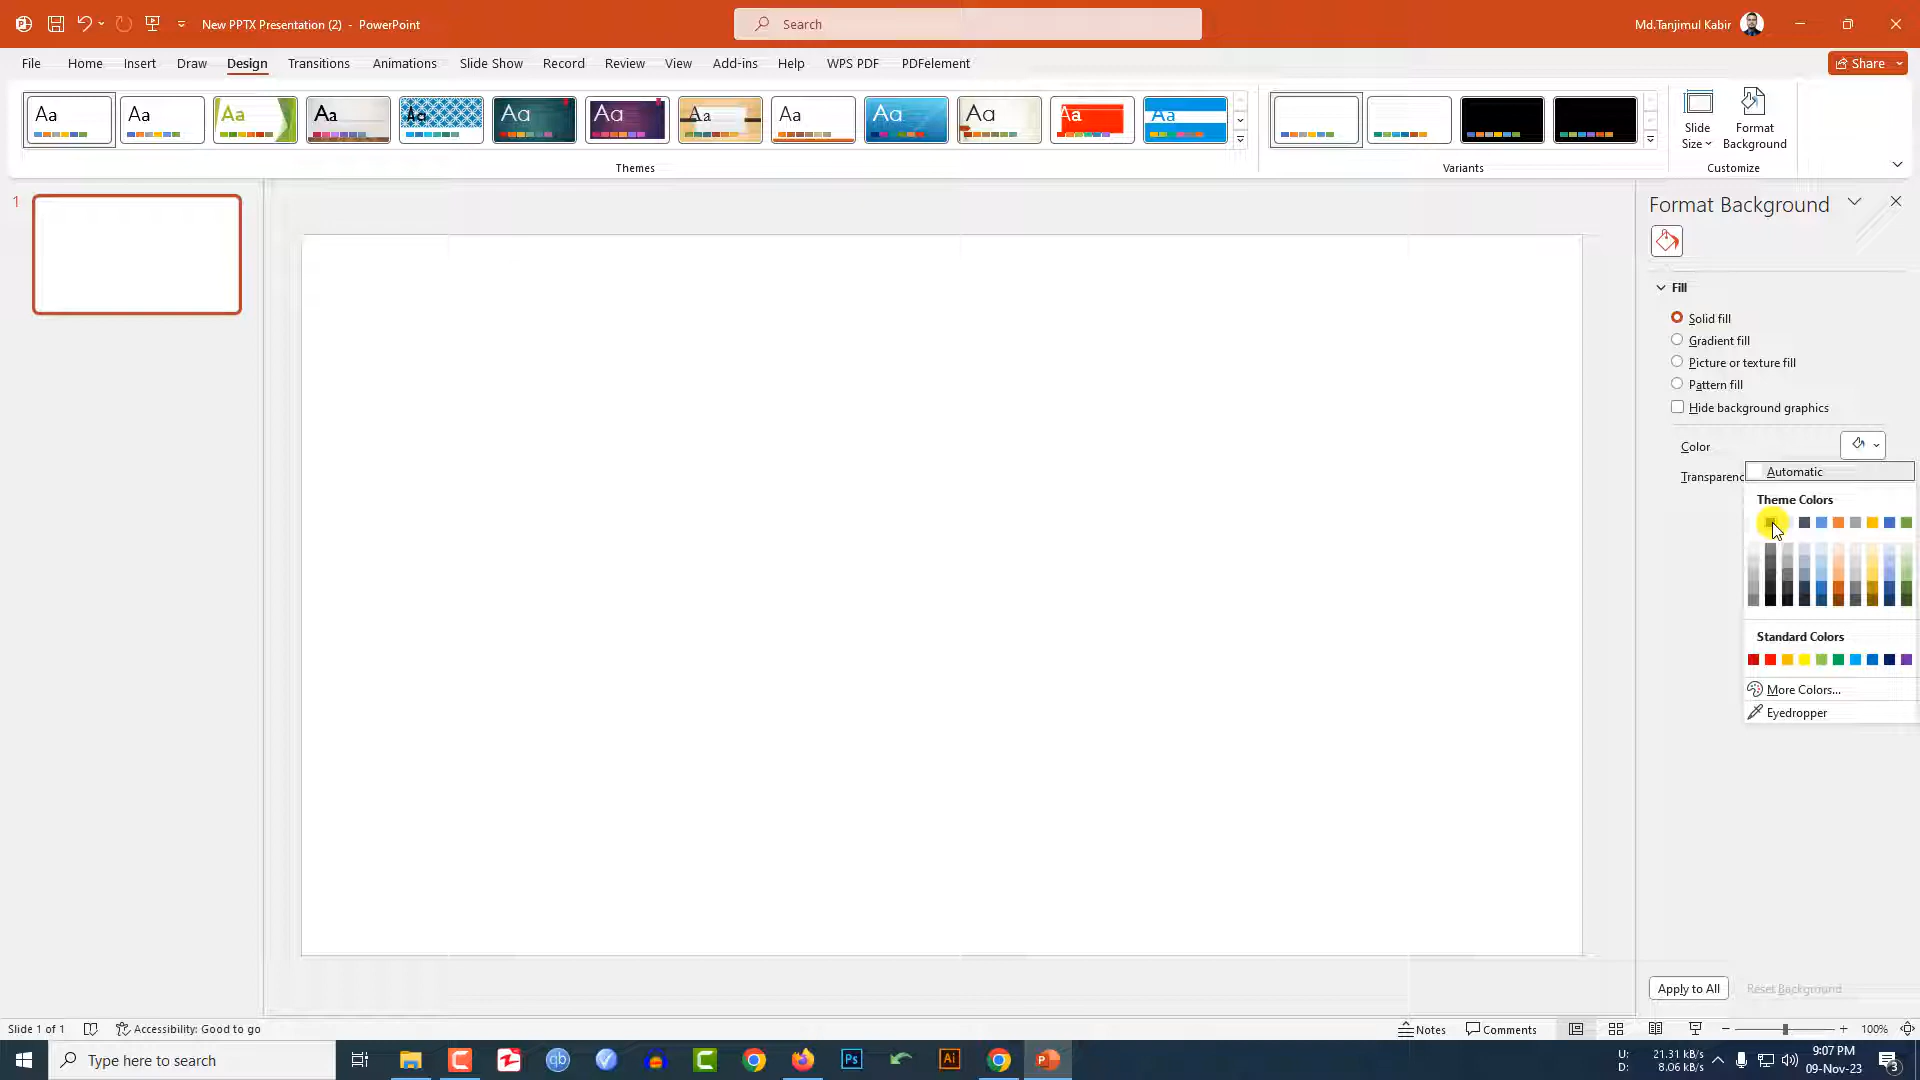 New PPTX Presentation (2) - PowerPoint
Search
Md.Tanjimul Kabir
File Home Insert Draw Design Transitions Animations Slide Show Record Review View Add-ins Help WPS PDF PDFelement
Share
Aa Aa Aa Aa Aa Aa Aa Aa Aa Aa Aa Aa Aa
Slide Size
Format Background
Themes
Variants
Customize
1
Format Background
Fill
Solid fill
Gradient fill
Picture or texture fill
Pattern fill
Hide background graphics
Color
Transparenc
Automatic
Theme Colors
Standard Colors
More Colors...
Eyedropper
Apply to All
Reset Background
Slide 1 of 1
Accessibility: Good to go
Notes
Comments
100%
Type here to search
qb
Ps
Ai
P
U: 21.31 kB/s
D: 8.06 kB/s
9:07 PM
09-Nov-23
3